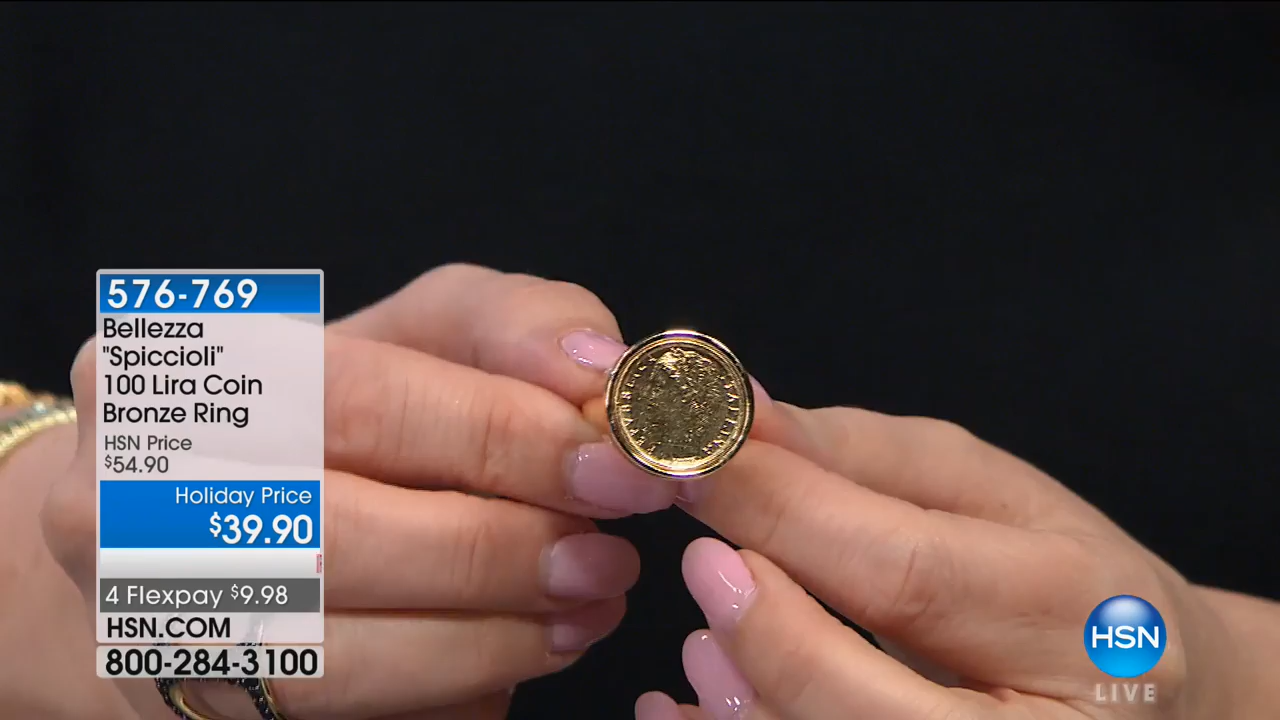 576-769
Bellezza
"Spiccioli"
100 Lira Coin
Bronze Ring
HSN Price
$54.90
Holiday Price
$39.90
4 Flexpay $9.98
HSN.COM
800-284-3100
HSN
LIVE